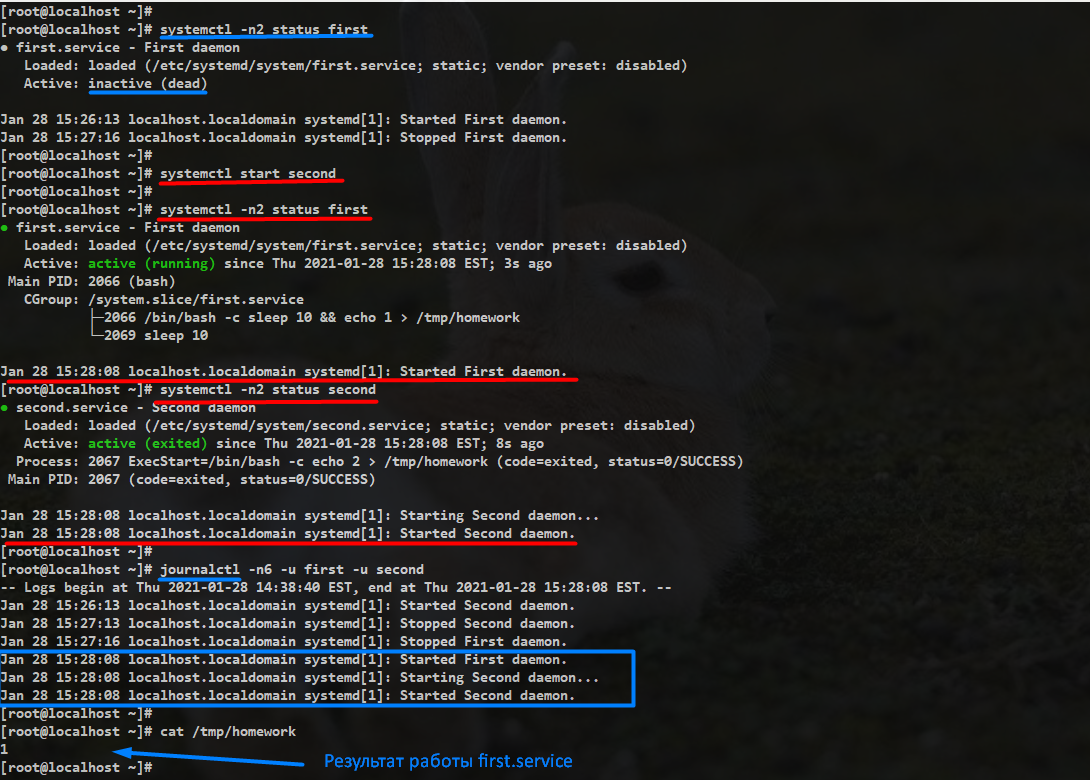 [root@localhost ~]#
[root@localhost ~]# systemctl -n2 status first
● first.service - First daemon
   Loaded: loaded (/etc/systemd/system/first.service; static; vendor preset: disabled)
   Active: inactive (dead)

Jan 28 15:26:13 localhost.localdomain systemd[1]: Started First daemon.
Jan 28 15:27:16 localhost.localdomain systemd[1]: Stopped First daemon.
[root@localhost ~]#
[root@localhost ~]# systemctl start second
[root@localhost ~]#
[root@localhost ~]# systemctl -n2 status first
● first.service - First daemon
   Loaded: loaded (/etc/systemd/system/first.service; static; vendor preset: disabled)
   Active: active (running) since Thu 2021-01-28 15:28:08 EST; 3s ago
 Main PID: 2066 (bash)
   CGroup: /system.slice/first.service
           ├─2066 /bin/bash -c sleep 10 && echo 1 > /tmp/homework
           └─2069 sleep 10

Jan 28 15:28:08 localhost.localdomain systemd[1]: Started First daemon.
[root@localhost ~]# systemctl -n2 status second
● second.service - Second daemon
   Loaded: loaded (/etc/systemd/system/second.service; static; vendor preset: disabled)
   Active: active (exited) since Thu 2021-01-28 15:28:08 EST; 8s ago
  Process: 2067 ExecStart=/bin/bash -c echo 2 > /tmp/homework (code=exited, status=0/SUCCESS)
 Main PID: 2067 (code=exited, status=0/SUCCESS)

Jan 28 15:28:08 localhost.localdomain systemd[1]: Starting Second daemon...
Jan 28 15:28:08 localhost.localdomain systemd[1]: Started Second daemon.
[root@localhost ~]#
[root@localhost ~]# journalctl -n6 -u first -u second
-- Logs begin at Thu 2021-01-28 14:38:40 EST, end at Thu 2021-01-28 15:28:08 EST. --
Jan 28 15:26:13 localhost.localdomain systemd[1]: Started Second daemon.
Jan 28 15:27:13 localhost.localdomain systemd[1]: Stopped Second daemon.
Jan 28 15:27:16 localhost.localdomain systemd[1]: Stopped First daemon.
Jan 28 15:28:08 localhost.localdomain systemd[1]: Started First daemon.
Jan 28 15:28:08 localhost.localdomain systemd[1]: Starting Second daemon...
Jan 28 15:28:08 localhost.localdomain systemd[1]: Started Second daemon.
[root@localhost ~]#
[root@localhost ~]# cat /tmp/homework
1
Результат работы first.service
[root@localhost ~]#